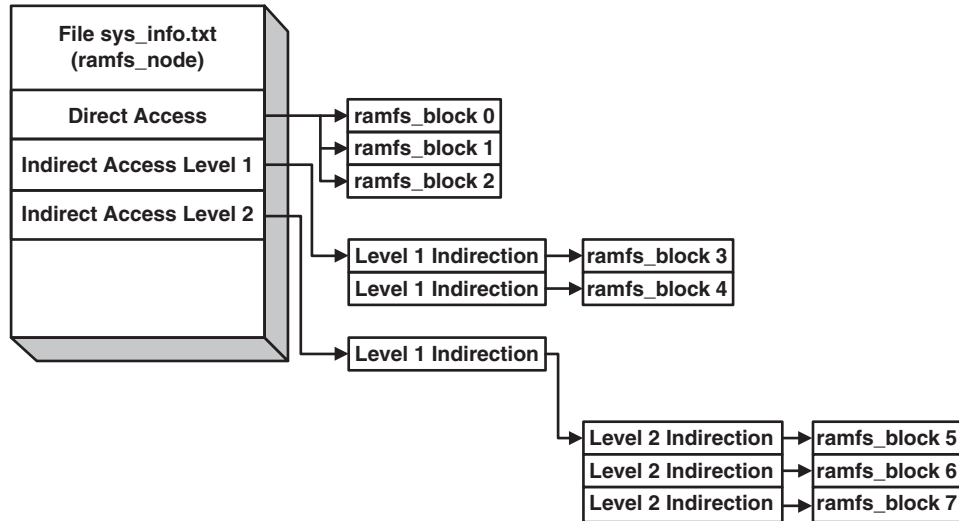 File sys_info.txt
(ramfs_node)
Direct Access
Indirect Access Level 1
Indirect Access Level 2
ramfs_block 0
ramfs_block 1
ramfs_block 2
Level 1 Indirection
ramfs_block 3
Level 1 Indirection
ramfs_block 4
Level 1 Indirection
Level 2 Indirection
ramfs_block 5
Level 2 Indirection
ramfs_block 6
Level 2 Indirection
ramfs_block 7